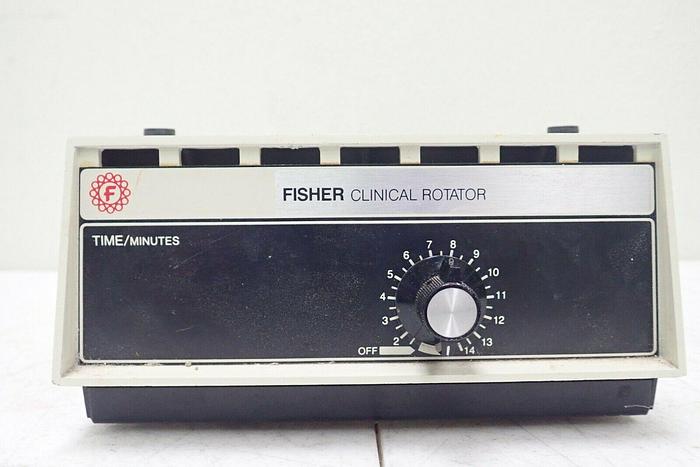 F
FISHER CLINICAL ROTATOR
TIME/MINUTES
OFF 2 3 4 5 6 7 8 9 10 11 12 13 14